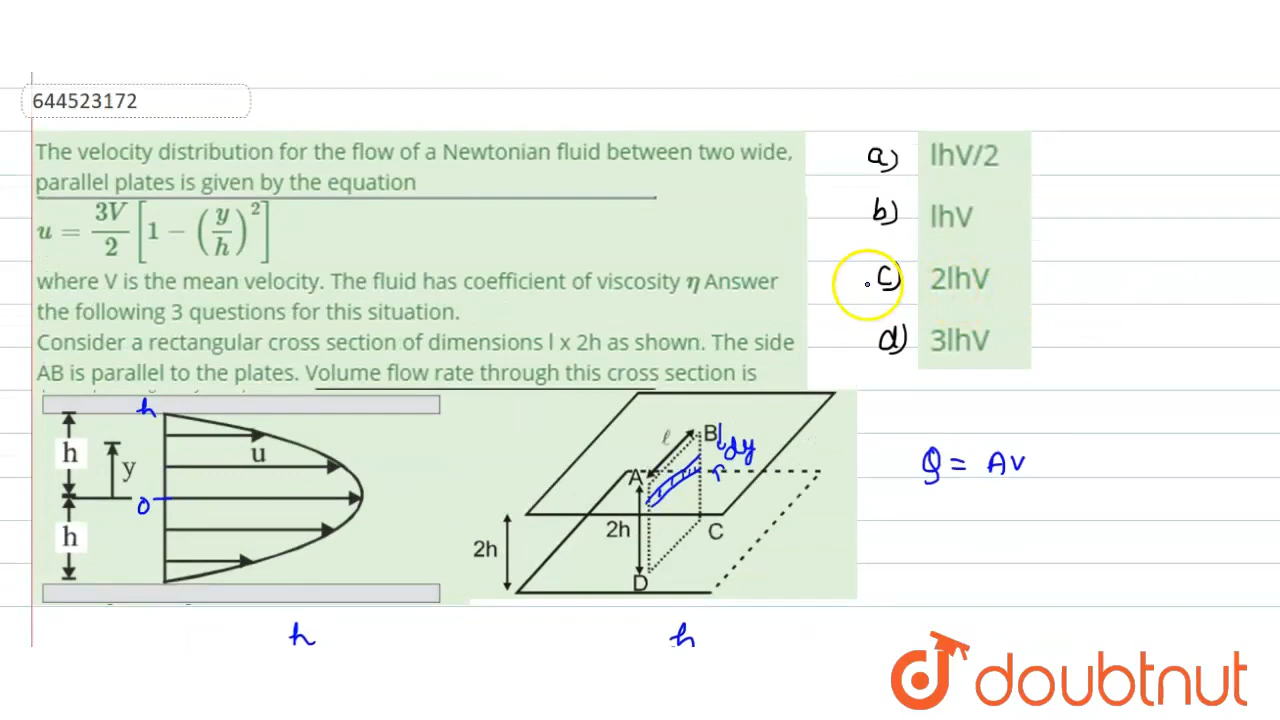 644523172
The velocity distribution for the flow of a Newtonian fluid between two wide,
parallel plates is given by the equation
u = 3V/2 [1 − (y/h)²]
where V is the mean velocity. The fluid has coefficient of viscosity η Answer
the following 3 questions for this situation.
Consider a rectangular cross section of dimensions l x 2h as shown. The side
AB is parallel to the plates. Volume flow rate through this cross section is
a) lhV/2
b) lhV
c) 2lhV
d) 3lhV
h
h
y
u
0
h
ℓ
B
dy
A
2h
C
2h
D
Q = AV
h
h
doubtnut